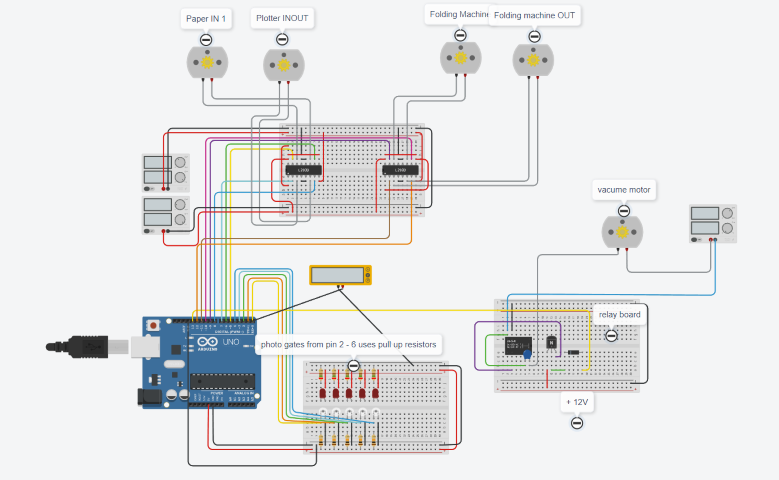 Paper IN 1
Plotter INOUT
Folding Machine
Folding machine OUT
L293D
L293D
vacume motor
relay board
photo gates from pin 2 - 6 uses pull up resistors
UNO
ARDUINO
+ 12V